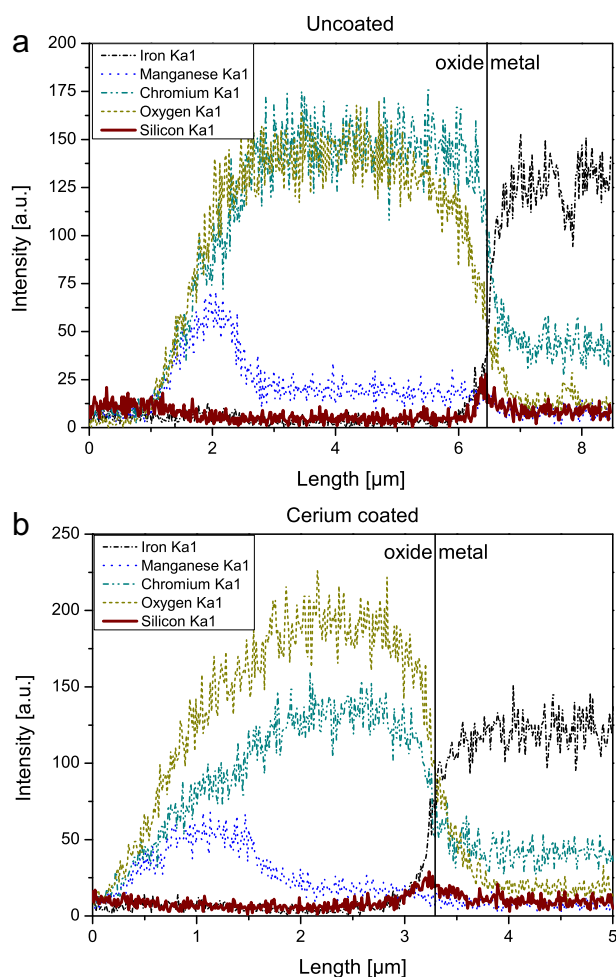 a
Uncoated
Iron Ka1
Manganese Ka1
Chromium Ka1
Oxygen Ka1
Silicon Ka1
oxide metal
200
175
150
125
100
75
50
25
0
Intensity [a.u.]
0 2 4 6 8
Length [µm]
b
Cerium coated
Iron Ka1
Manganese Ka1
Chromium Ka1
Oxygen Ka1
Silicon Ka1
oxide metal
250
200
150
100
50
0
Intensity [a.u.]
0 1 2 3 4 5
Length [µm]